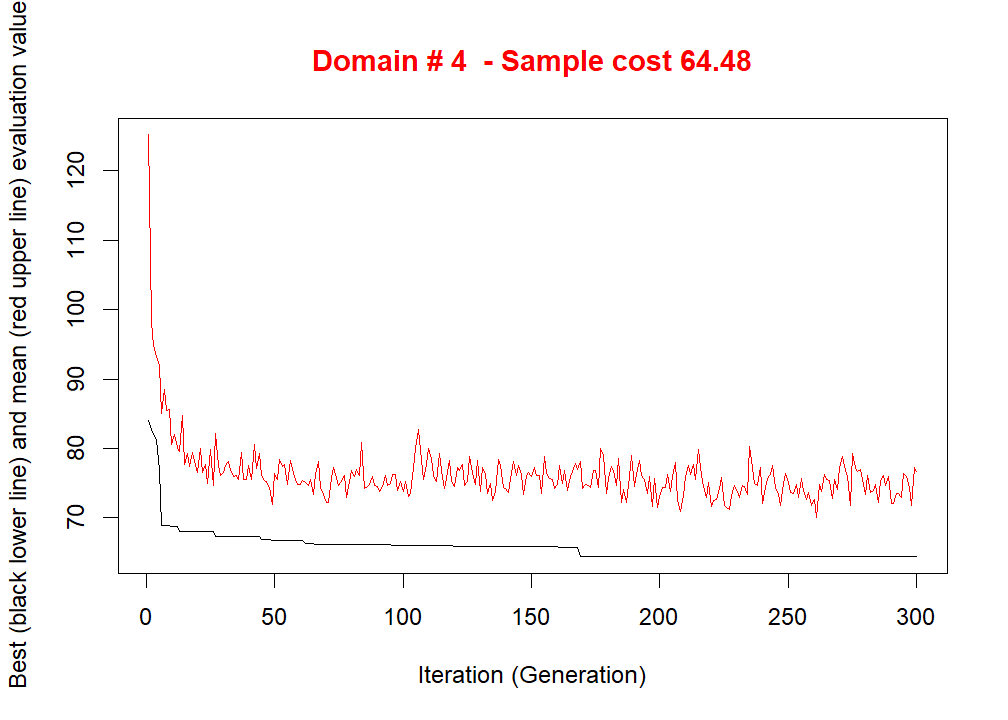 Domain # 4  - Sample cost 64.48
Best (black lower line) and mean (red upper line) evaluation value
120
110
100
90
80
70
0 50 100 150 200 250 300
Iteration (Generation)